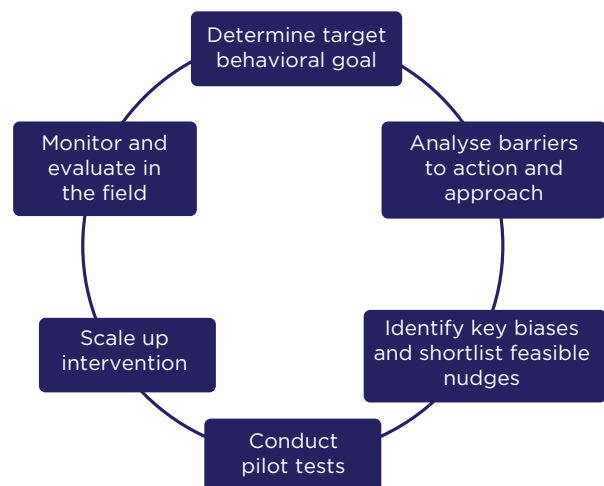 Determine target
behavioral goal
Analyse barriers
to action and
approach
Identify key biases
and shortlist feasible
nudges
Conduct
pilot tests
Scale up
intervention
Monitor and
evaluate in
the field